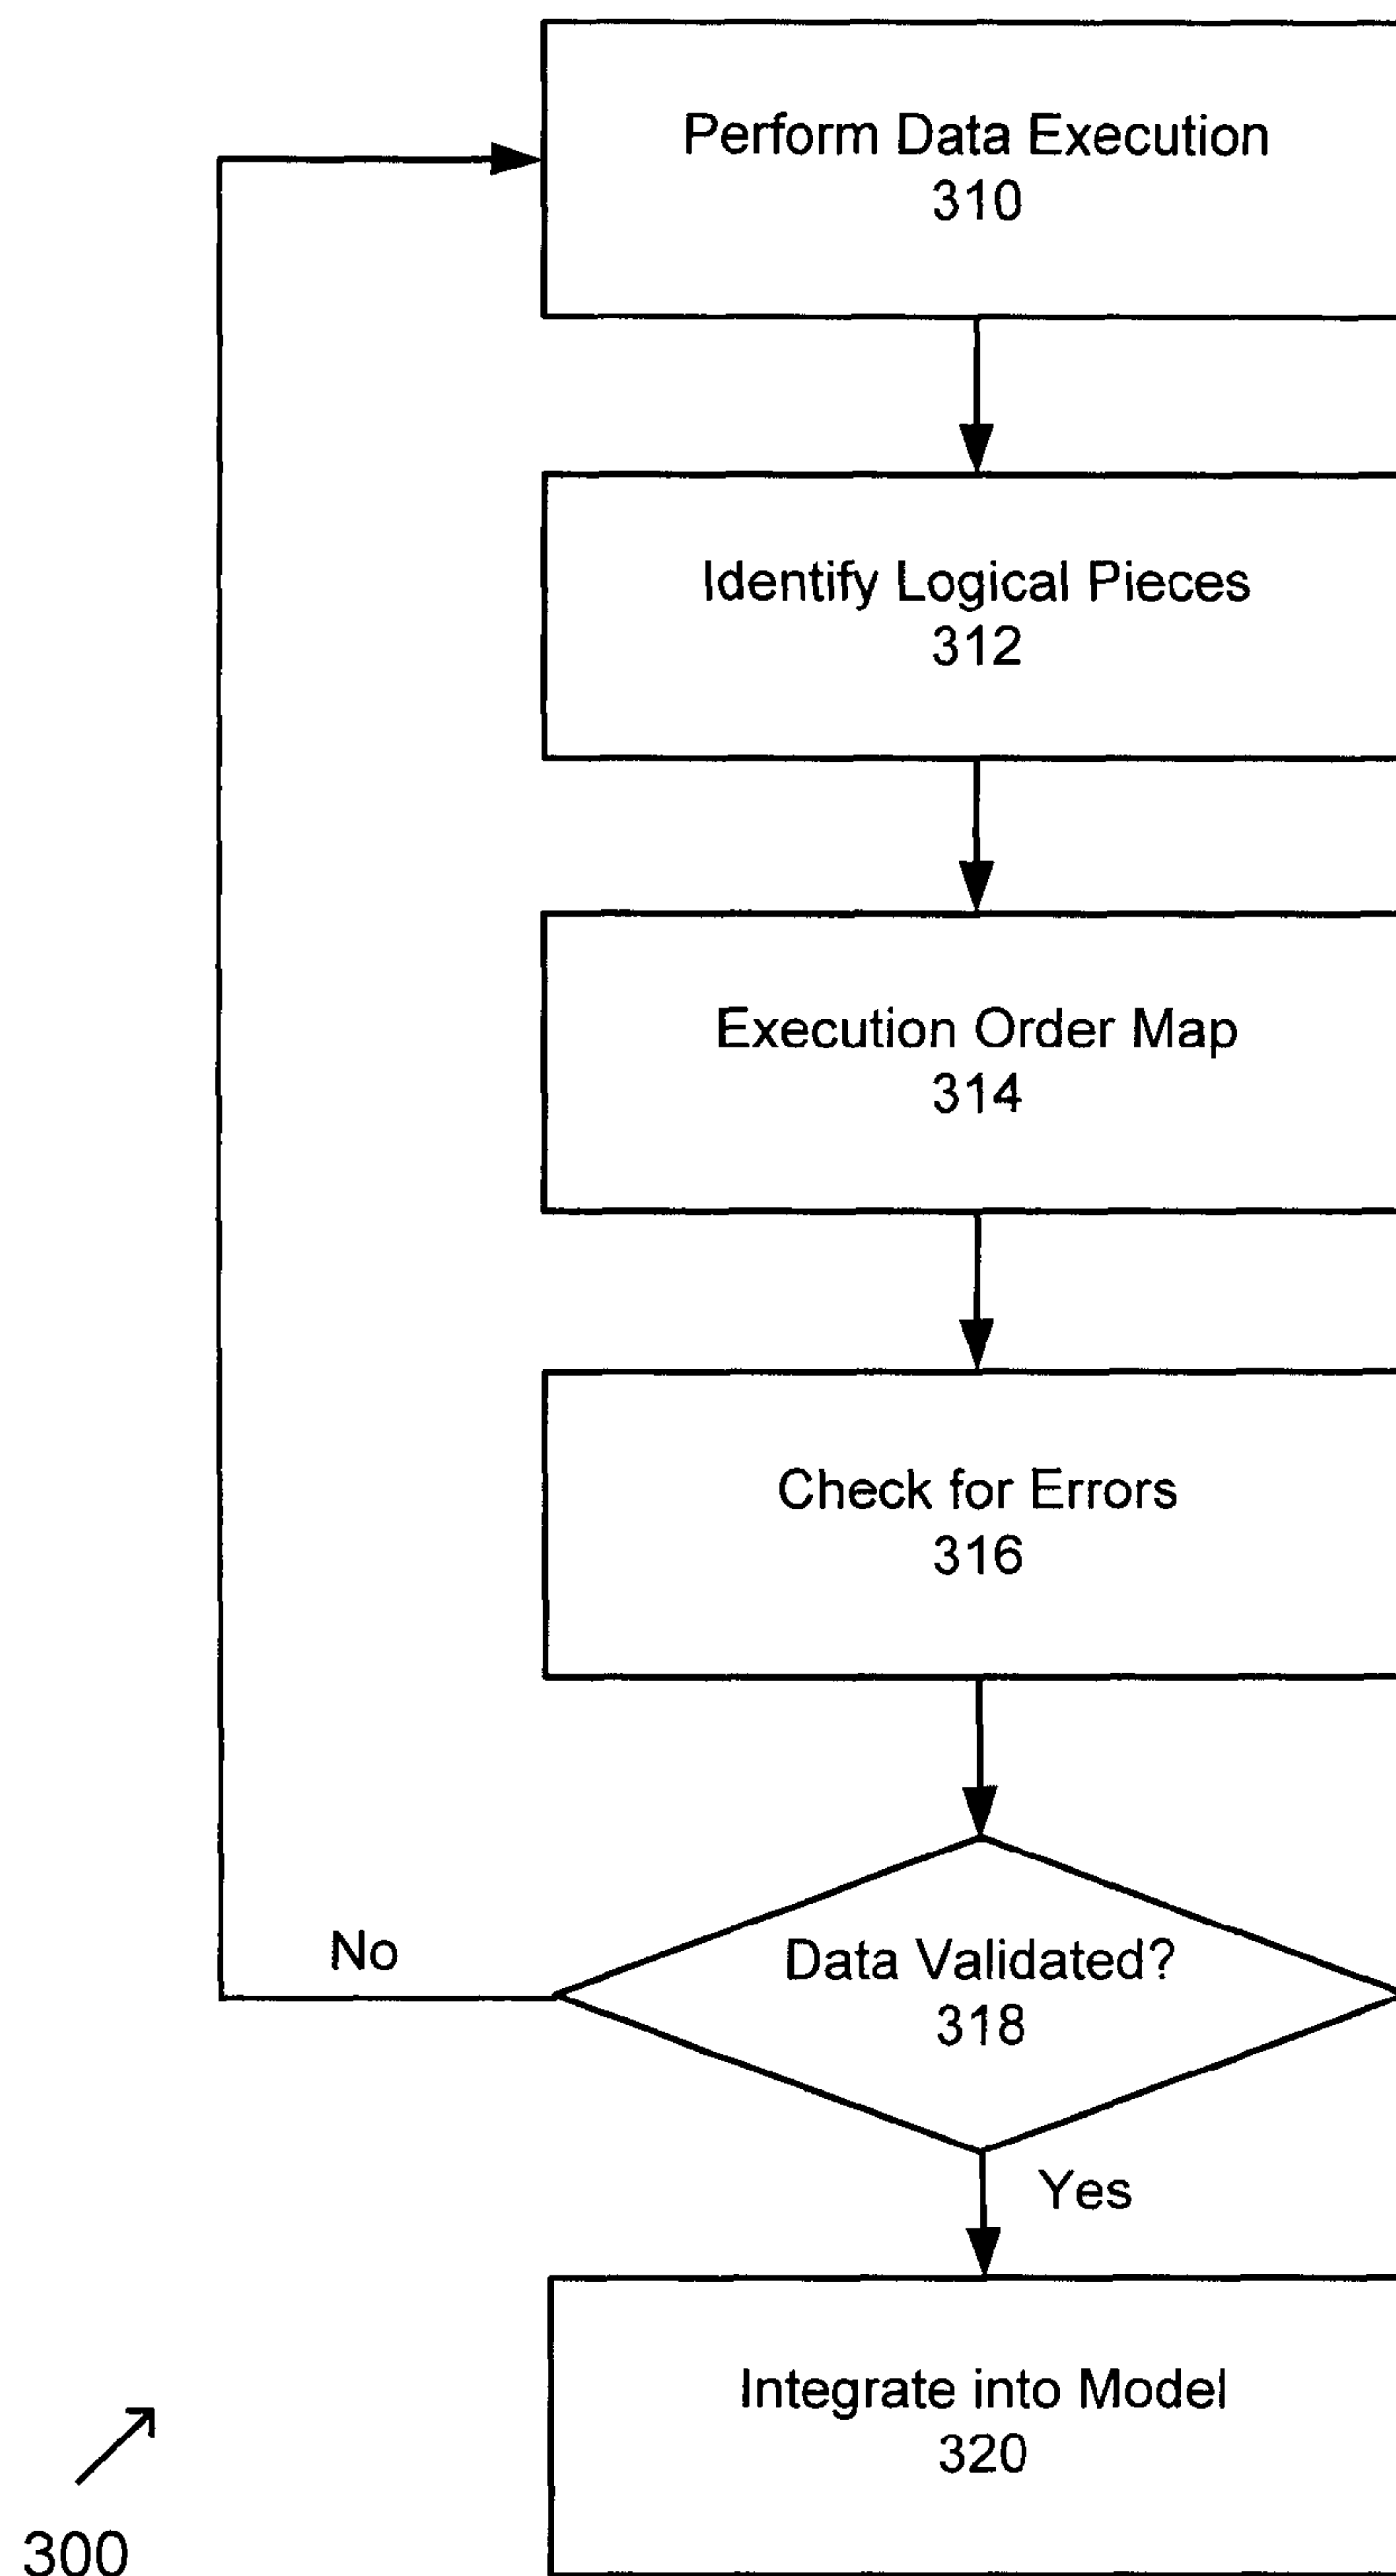 Perform Data Execution
310
Identify Logical Pieces
312
Execution Order Map
314
Check for Errors
316
Data Validated?
318
No
Yes
Integrate into Model
320
300